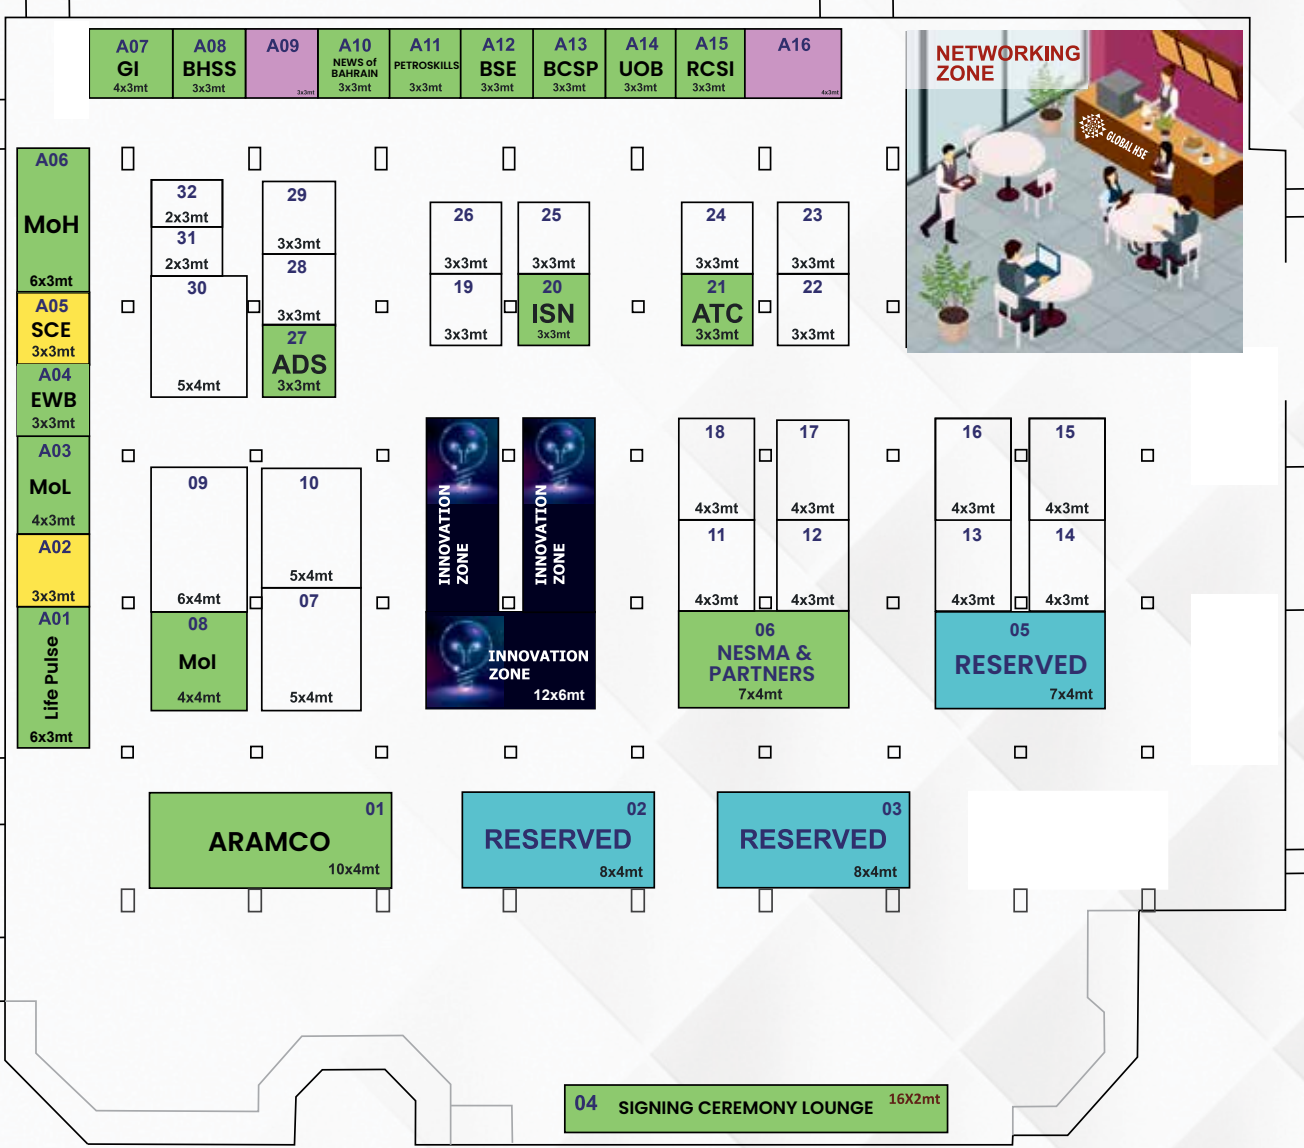 A07
GI
4x3mt
A08
BHSS
3x3mt
A09
3x3mt
A10
NEWS of
BAHRAIN
3x3mt
A11
PETROSKILLS
3x3mt
A12
BSE
3x3mt
A13
BCSP
3x3mt
A14
UOB
3x3mt
A15
RCSI
3x3mt
A16
4x3mt
NETWORKING
ZONE
GLOBAL HSE
A06
MoH
6x3mt
A05
SCE
3x3mt
A04
EWB
3x3mt
A03
MoL
4x3mt
A02
3x3mt
A01
Life Pulse
6x3mt
32
2x3mt
31
2x3mt
30
5x4mt
29
3x3mt
28
3x3mt
27
ADS
3x3mt
26
3x3mt
25
3x3mt
19
3x3mt
20
ISN
3x3mt
24
3x3mt
23
3x3mt
21
ATC
3x3mt
22
3x3mt
09
6x4mt
10
5x4mt
08
MoI
4x4mt
07
5x4mt
INNOVATION
ZONE
INNOVATION
ZONE
INNOVATION
ZONE
12x6mt
18
4x3mt
17
4x3mt
11
4x3mt
12
4x3mt
06
NESMA &
PARTNERS
7x4mt
16
4x3mt
15
4x3mt
13
4x3mt
14
4x3mt
05
RESERVED
7x4mt
01
ARAMCO
10x4mt
02
RESERVED
8x4mt
03
RESERVED
8x4mt
04 SIGNING CEREMONY LOUNGE 16X2mt